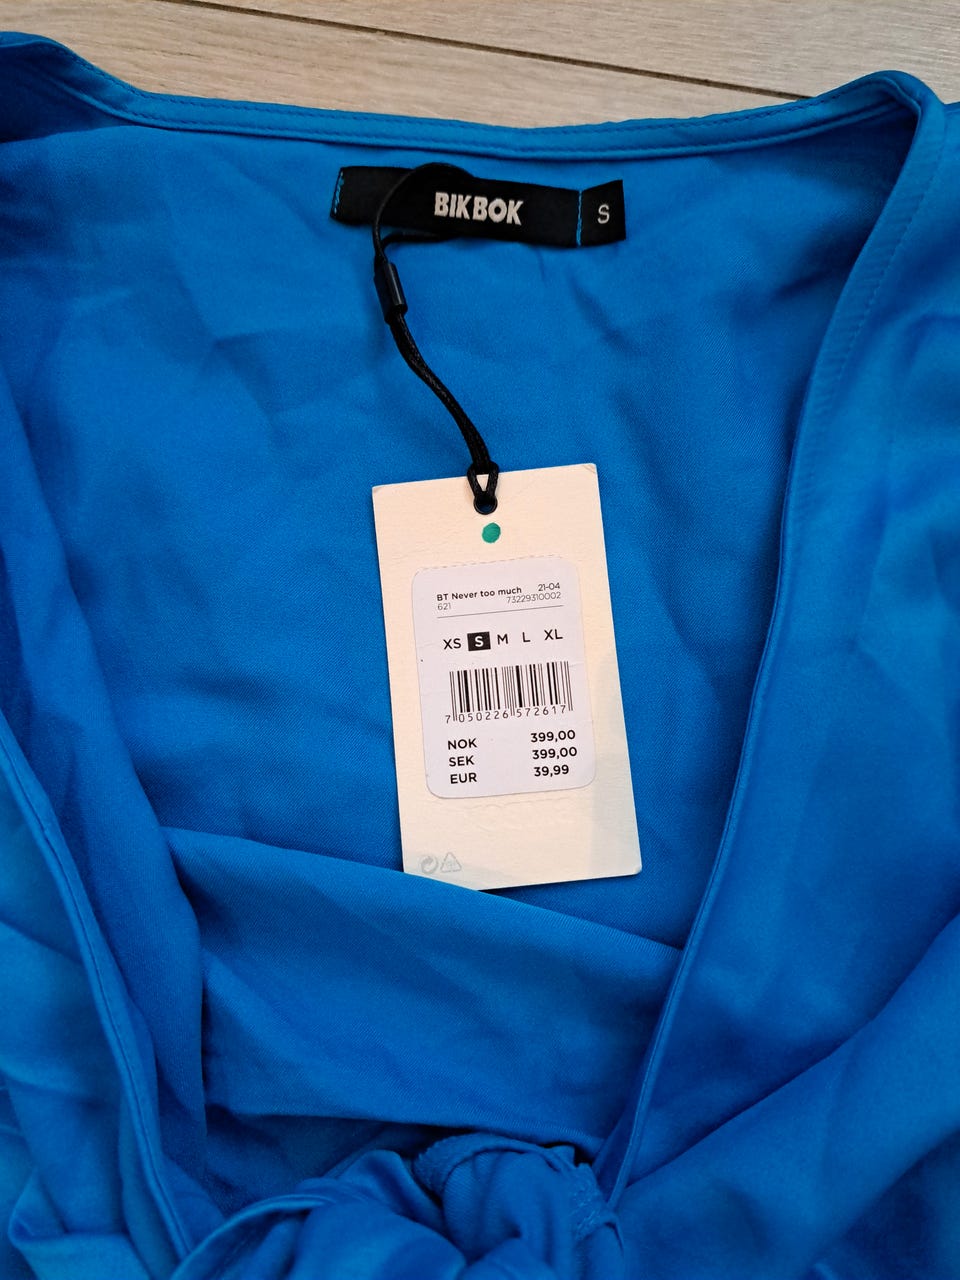 BIKBOK S
BT Never too much 21-04
621 73229310002
XS S M L XL
7 050226 572617
NOK 399,00
SEK 399,00
EUR 39,99